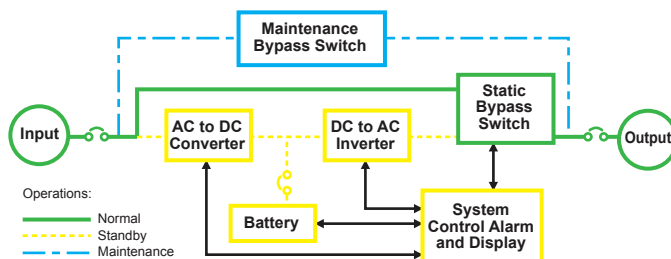 Maintenance
Bypass Switch
Static
Bypass
Switch
Input
AC to DC
Converter
DC to AC
Inverter
Output
Operations:
Normal
Standby
Maintenance
Battery
System
Control Alarm
and Display